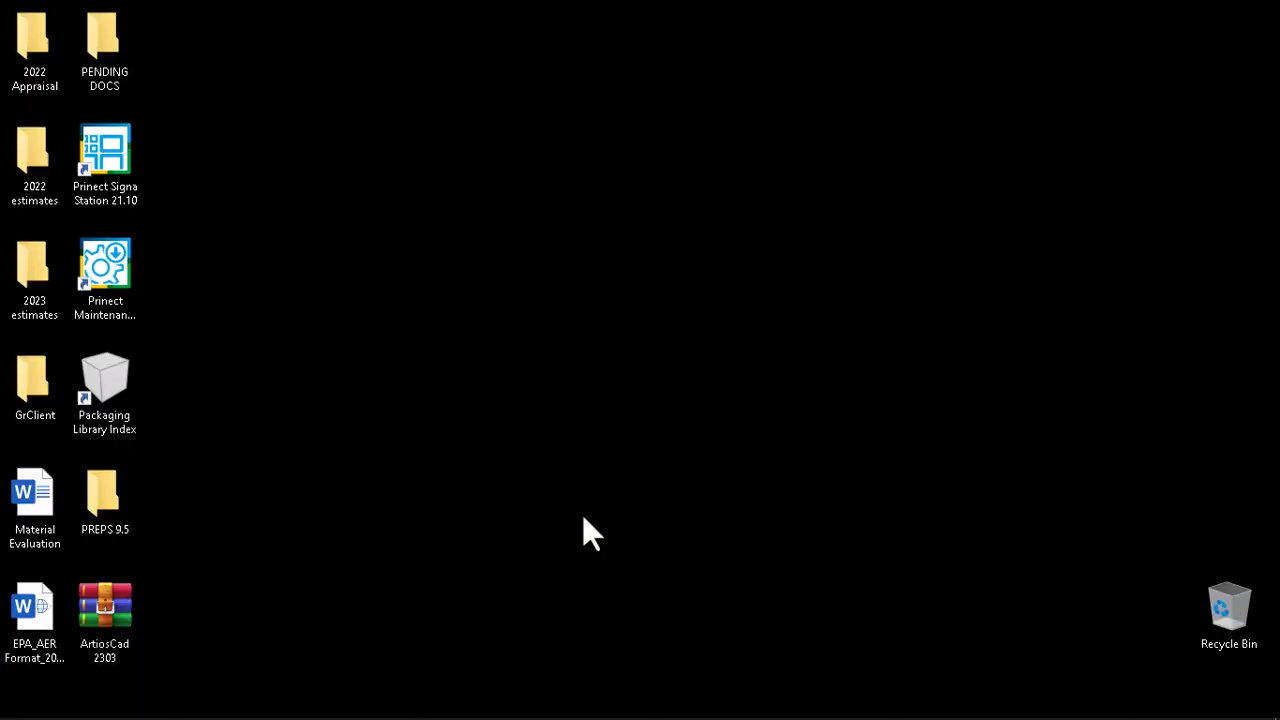 2022
Appraisal
PENDING
DOCS
2022
estimates
Prinect Signa
Station 21.10
2023
estimates
Prinect
Maintenan...
GrClient
Packaging
Library Index
Material
Evaluation
PREPS 9.5
EPA_AER
Format_20...
ArtiosCad
2303
Recycle Bin